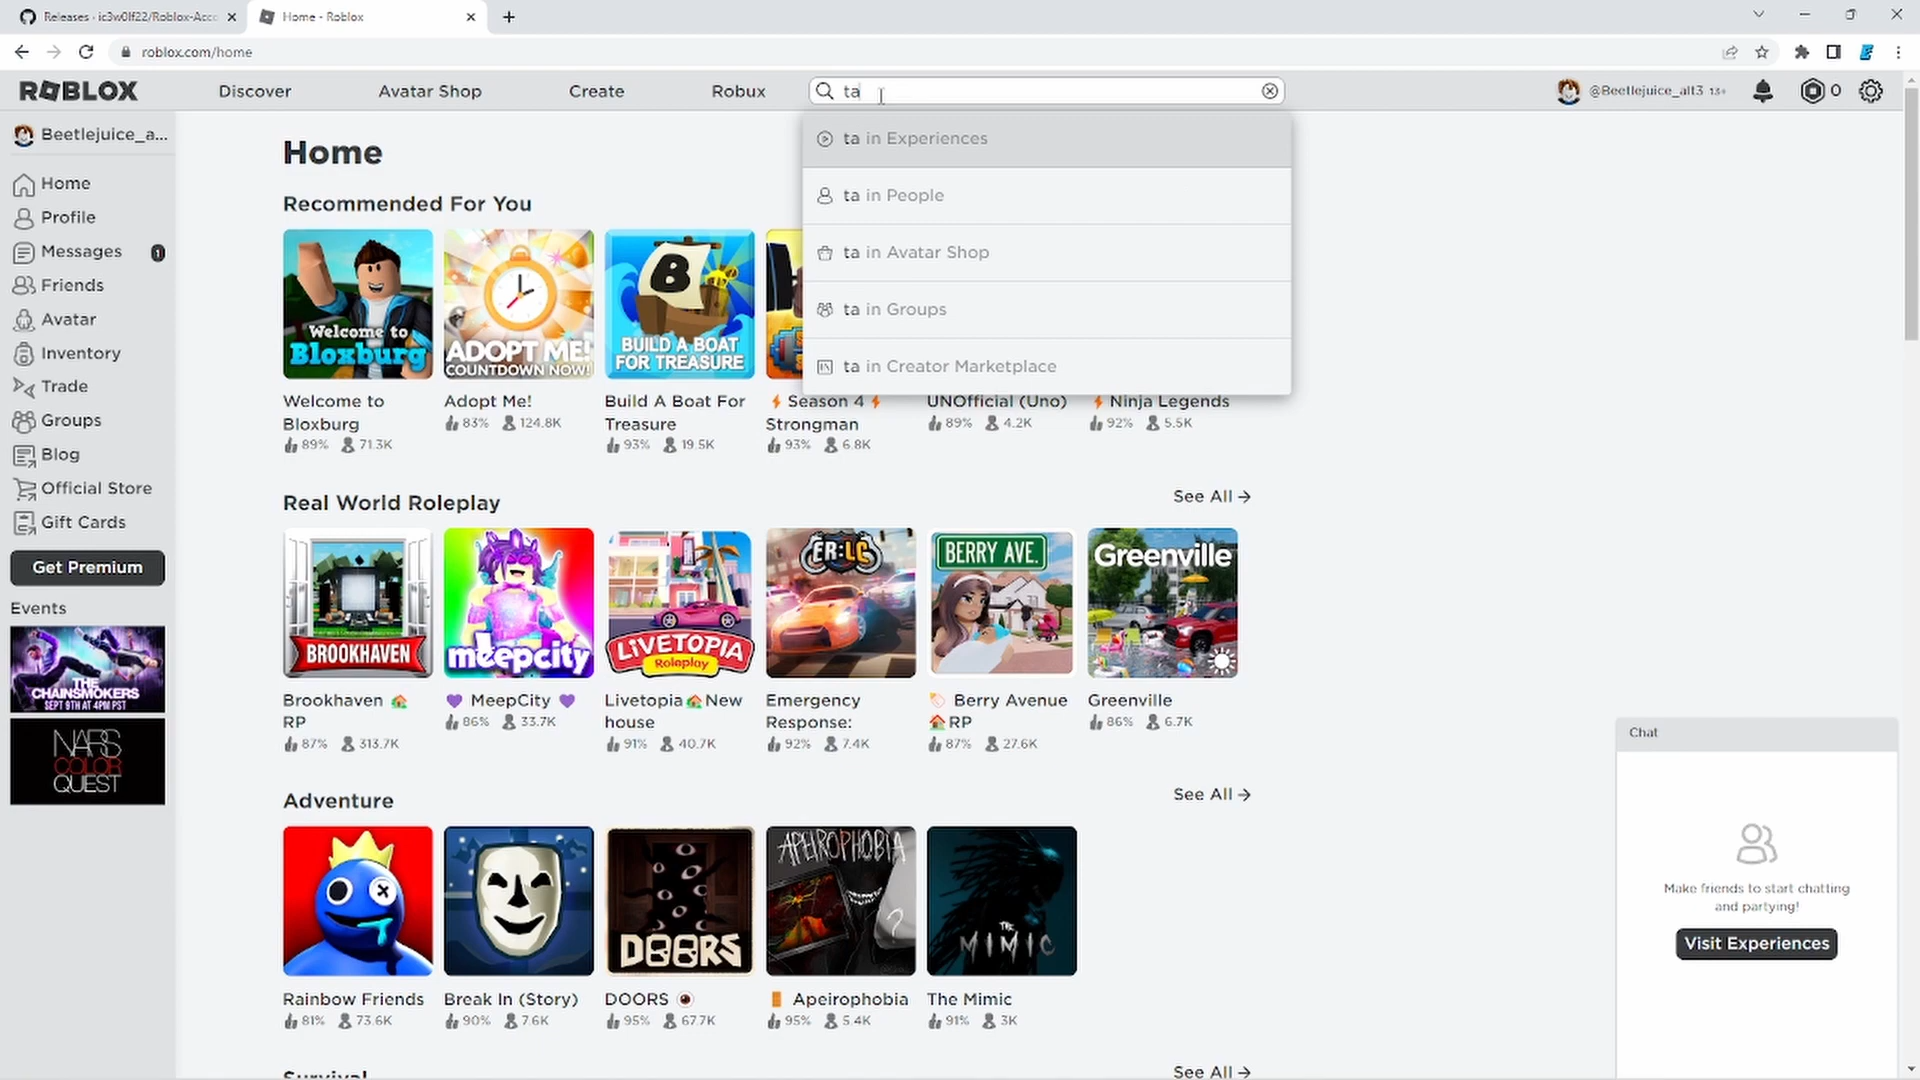 Releases · ic3w0lf22/Roblox-Acco
Home - Roblox
roblox.com/home
ROBLOX
Discover
Avatar Shop
Create
Robux
ta
@Beetlejuice_alt3 13+
0
Beetlejuice_a...
Home
Profile
Messages
1
Friends
Avatar
Inventory
Trade
Groups
Blog
Official Store
Gift Cards
Get Premium
Events
THE
CHAINSMOKERS
SEPT 9TH AT 4PM PST
NARS
COLOR
QUEST
ta in Experiences
ta in People
ta in Avatar Shop
ta in Groups
ta in Creator Marketplace
Home
Recommended For You
Welcome to
Bloxburg
ADOPT ME!
COUNTDOWN NOW!
B
BUILD A BOAT
FOR TREASURE
Welcome to
Bloxburg
89% 71.3K
Adopt Me!
83% 124.8K
Build A Boat For
Treasure
93% 19.5K
Season 4
Strongman
93% 6.8K
UNOfficial (Uno)
89% 4.2K
Ninja Legends
92% 5.5K
Real World Roleplay
See All →
BROOKHAVEN
meepcity
LIVETOPIA
Roleplay
ER:LC
BERRY AVE.
Greenville
Brookhaven
RP
87% 313.7K
MeepCity
86% 33.7K
Livetopia New
house
91% 40.7K
Emergency
Response:
92% 7.4K
Berry Avenue
RP
87% 27.6K
Greenville
86% 6.7K
Adventure
See All →
DOORS
APEIROPHOBIA
?
THE
MIMIC
Rainbow Friends
81% 73.6K
Break In (Story)
90% 7.6K
DOORS
95% 67.7K
Apeirophobia
95% 5.4K
The Mimic
91% 3K
Survival
See All →
Chat
Make friends to start chatting
and partying!
Visit Experiences